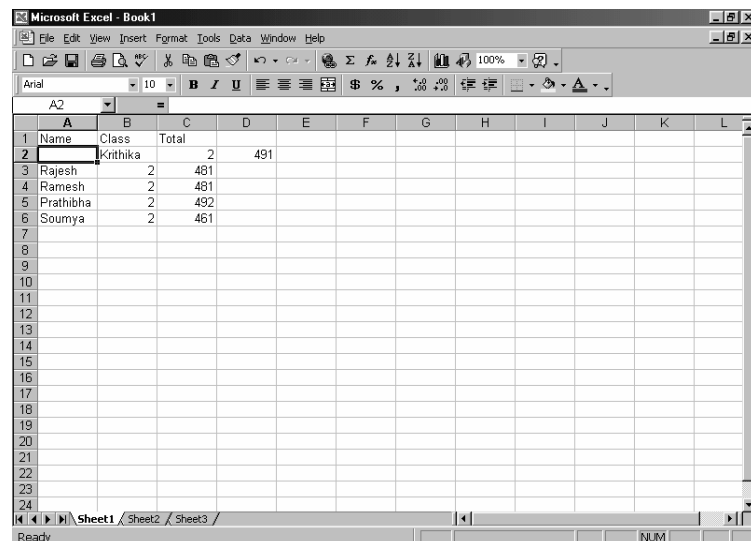 Microsoft Excel - Book1
File Edit View Insert Format Tools Data Window Help
100%
Arial 10 B I U $ % , .00
A2 =
A B C D E F G H I J K L
1 Name Class Total
2 Krithika 2 491
3 Rajesh 2 481
4 Ramesh 2 481
5 Prathibha 2 492
6 Soumya 2 461
7
8
9
10
11
12
13
14
15
16
17
18
19
20
21
22
23
24
Sheet1 Sheet2 Sheet3
Ready NUM